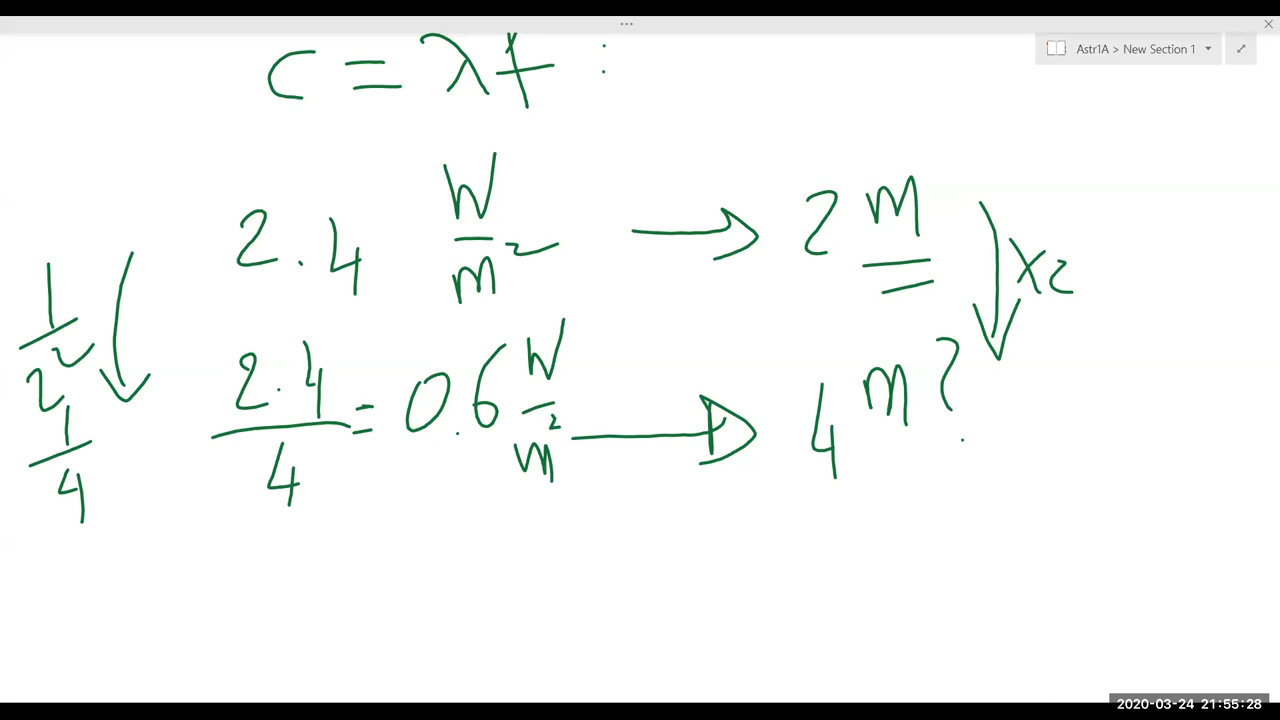 Astr1A > New Section 1
c = λf :
2.4 W/m² → 2 m
x2
1/2²
1/4
2.4/4 = 0.6 W/m² → 4 m?
2020-03-24 21:55:28